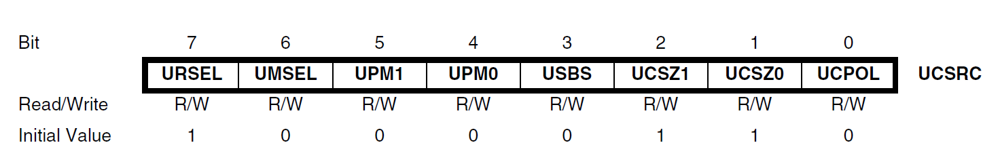 Bit 7 6 5 4 3 2 1 0
URSEL UMSEL UPM1 UPM0 USBS UCSZ1 UCSZ0 UCPOL UCSRC
Read/Write R/W R/W R/W R/W R/W R/W R/W R/W
Initial Value 1 0 0 0 0 1 1 0